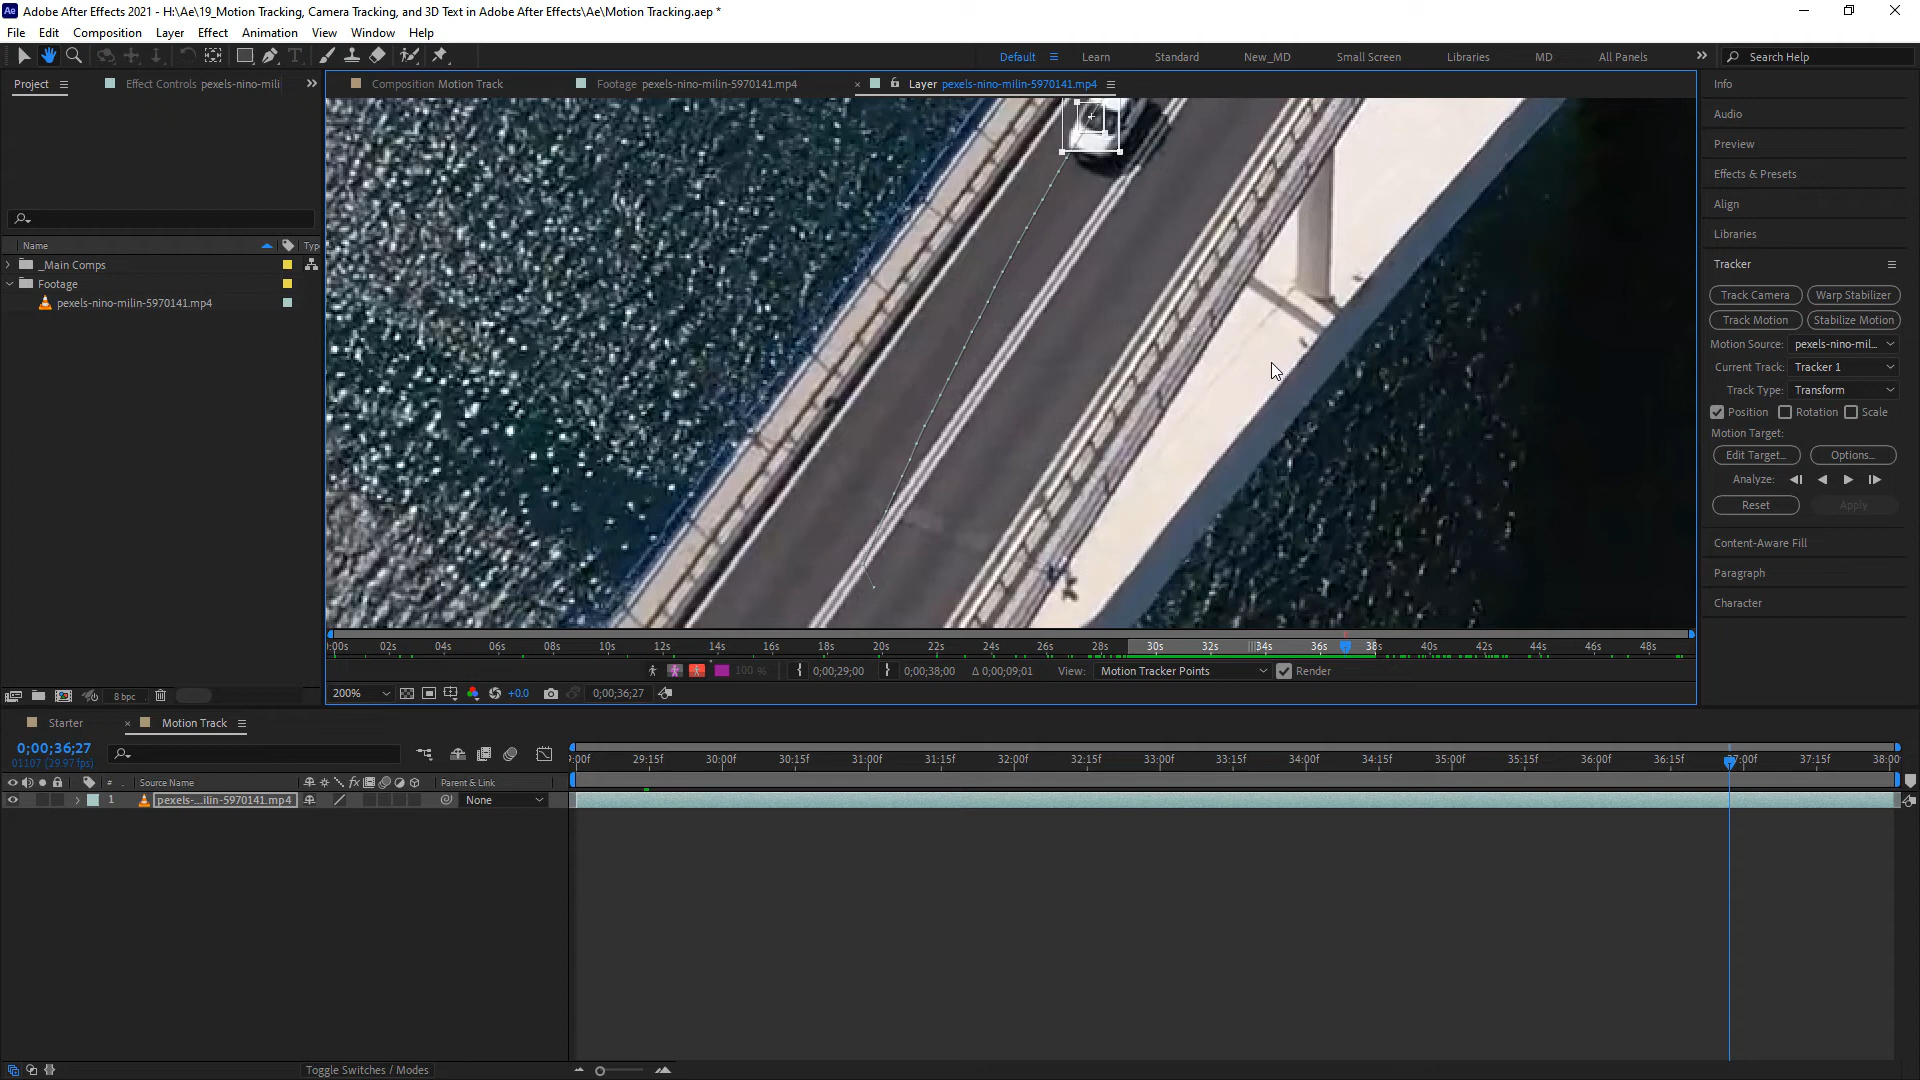 Adobe After Effects 2021 - H:\Ae\19_Motion Tracking, Camera Tracking, and 3D Text in Adobe After Effects\Ae\Motion Tracking.aep *
File Edit Composition Layer Effect Animation View Window Help
Default Learn Standard New_MD Small Screen Libraries MD All Panels Search Help
Project Effect Controls pexels-nino-mili
Composition Motion Track Footage pexels-nino-milin-5970141.mp4 Layer pexels-nino-milin-5970141.mp4
Name Typ
_Main Comps
Footage
pexels-nino-milin-5970141.mp4
8 bpc
:00s 02s 04s 06s 08s 10s 12s 14s 16s 18s 20s 22s 24s 26s 28s 30s 32s 34s 36s 38s 40s 42s 44s 46s 48s
100 % 0;00;29;00 0;00;38;00 Δ 0;00;09;01 View: Motion Tracker Points Render
200% +0.0 0;00;36;27
Info
Audio
Preview
Effects & Presets
Align
Libraries
Tracker
Track Camera Warp Stabilizer
Track Motion Stabilize Motion
Motion Source: pexels-nino-mil...
Current Track: Tracker 1
Track Type: Transform
Position Rotation Scale
Motion Target:
Edit Target... Options...
Analyze:
Reset Apply
Content-Aware Fill
Paragraph
Character
Starter Motion Track
0;00;36;27
01107 (29.97 fps)
# Source Name fx Parent & Link
1 pexels-...ilin-5970141.mp4 None
9:00f 29:15f 30:00f 30:15f 31:00f 31:15f 32:00f 32:15f 33:00f 33:15f 34:00f 34:15f 35:00f 35:15f 36:00f 36:15f 37:00f 37:15f 38:00
Toggle Switches / Modes